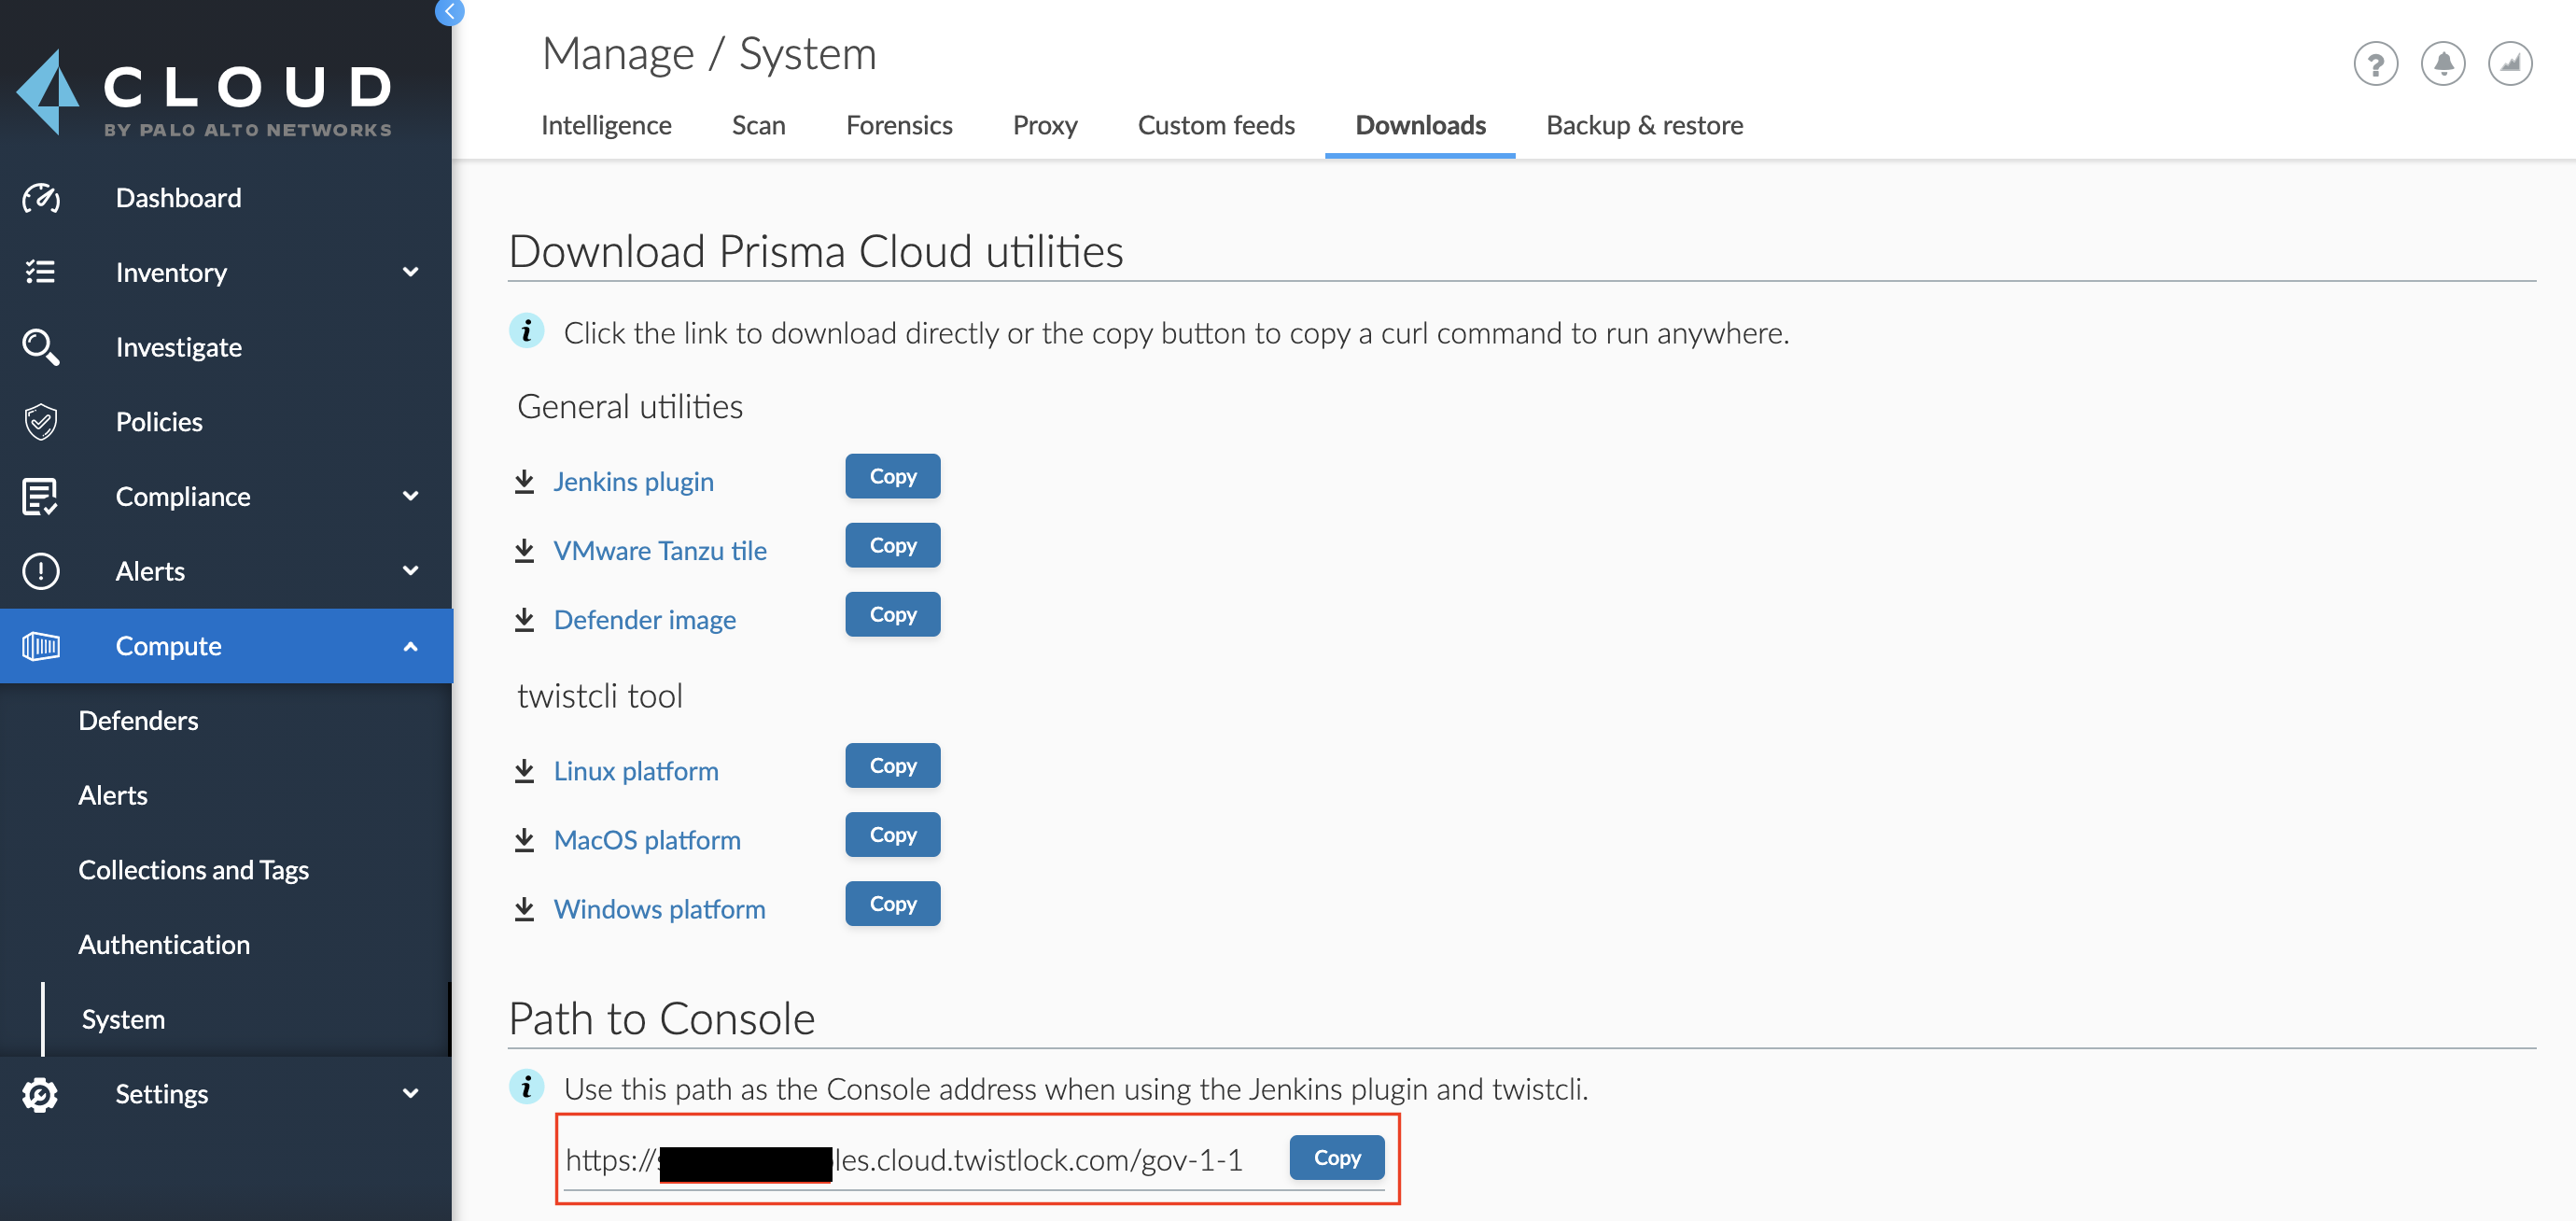 CLOUD
BY PALO ALTO NETWORKS
Dashboard
Inventory
Investigate
Policies
Compliance
Alerts
Compute
Defenders
Alerts
Collections and Tags
Authentication
System
Settings
Manage / System
Intelligence Scan Forensics Proxy Custom feeds Downloads Backup & restore
Download Prisma Cloud utilities
Click the link to download directly or the copy button to copy a curl command to run anywhere.
General utilities
Jenkins plugin Copy
VMware Tanzu tile Copy
Defender image Copy
twistcli tool
Linux platform Copy
MacOS platform Copy
Windows platform Copy
Path to Console
Use this path as the Console address when using the Jenkins plugin and twistcli.
https:// les.cloud.twistlock.com/gov-1-1 Copy